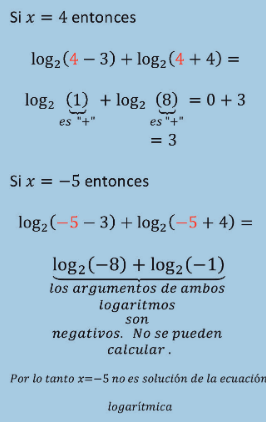 Si x = 4 entonces
log₂(4 − 3) + log₂(4 + 4) =
log₂ (1) + log₂ (8) = 0 + 3
es "+" es "+"
= 3
Si x = −5 entonces
log₂(−5 − 3) + log₂(−5 + 4) =
log₂(−8) + log₂(−1)
los argumentos de ambos
logaritmos
son
negativos. No se pueden
calcular .
Por lo tanto x=−5 no es solución de la ecuación
logarítmica